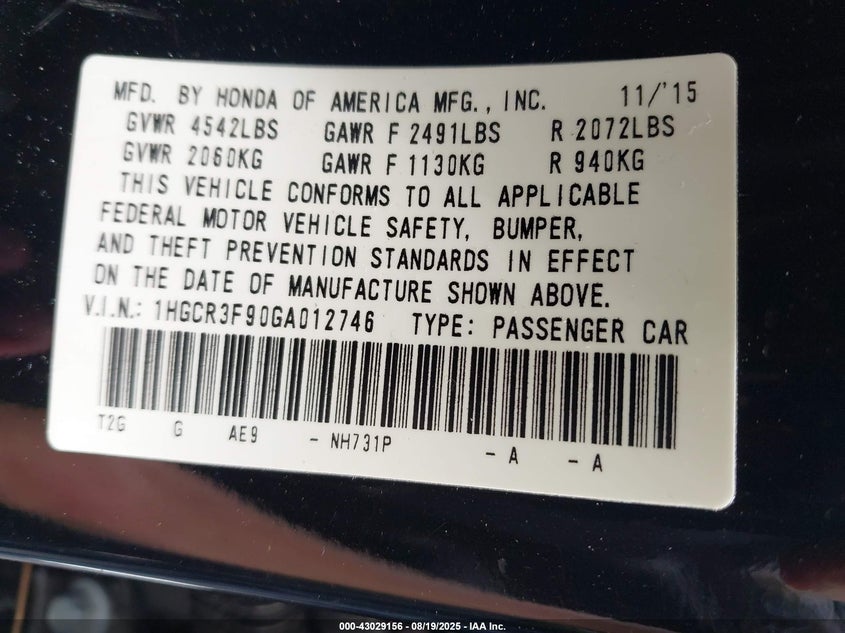 MFD. BY HONDA OF AMERICA MFG., INC. 11/'15
GVWR 4542LBS GAWR F 2491LBS R 2072LBS
GVWR 2060KG GAWR F 1130KG R 940KG
THIS VEHICLE CONFORMS TO ALL APPLICABLE
FEDERAL MOTOR VEHICLE SAFETY, BUMPER,
AND THEFT PREVENTION STANDARDS IN EFFECT
ON THE DATE OF MANUFACTURE SHOWN ABOVE.
V.I.N.: 1HGCR3F90GA012746 TYPE: PASSENGER CAR
T2G G AE9 - NH731P - A - A
000-43029156 - 08/19/2025 - IAA Inc.